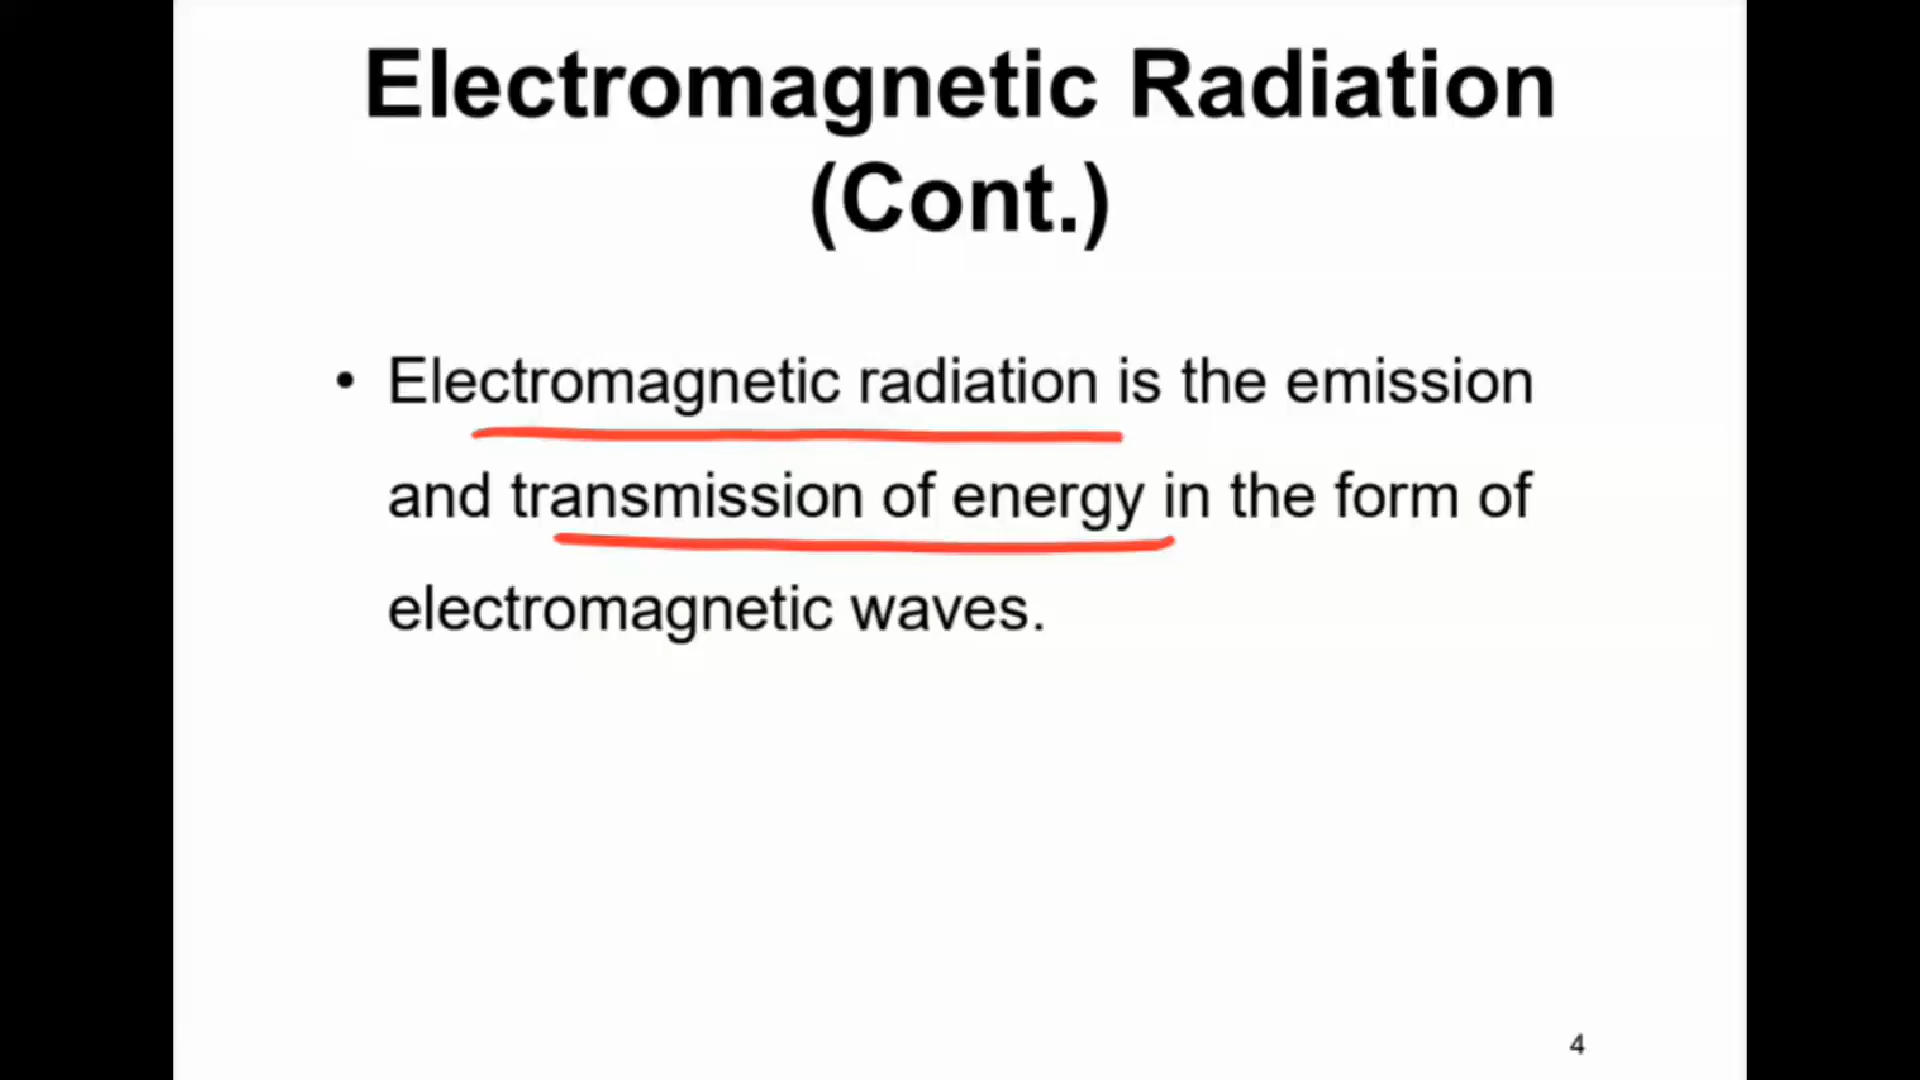 Electromagnetic Radiation
(Cont.)
• Electromagnetic radiation is the emission
and transmission of energy in the form of
electromagnetic waves.
4